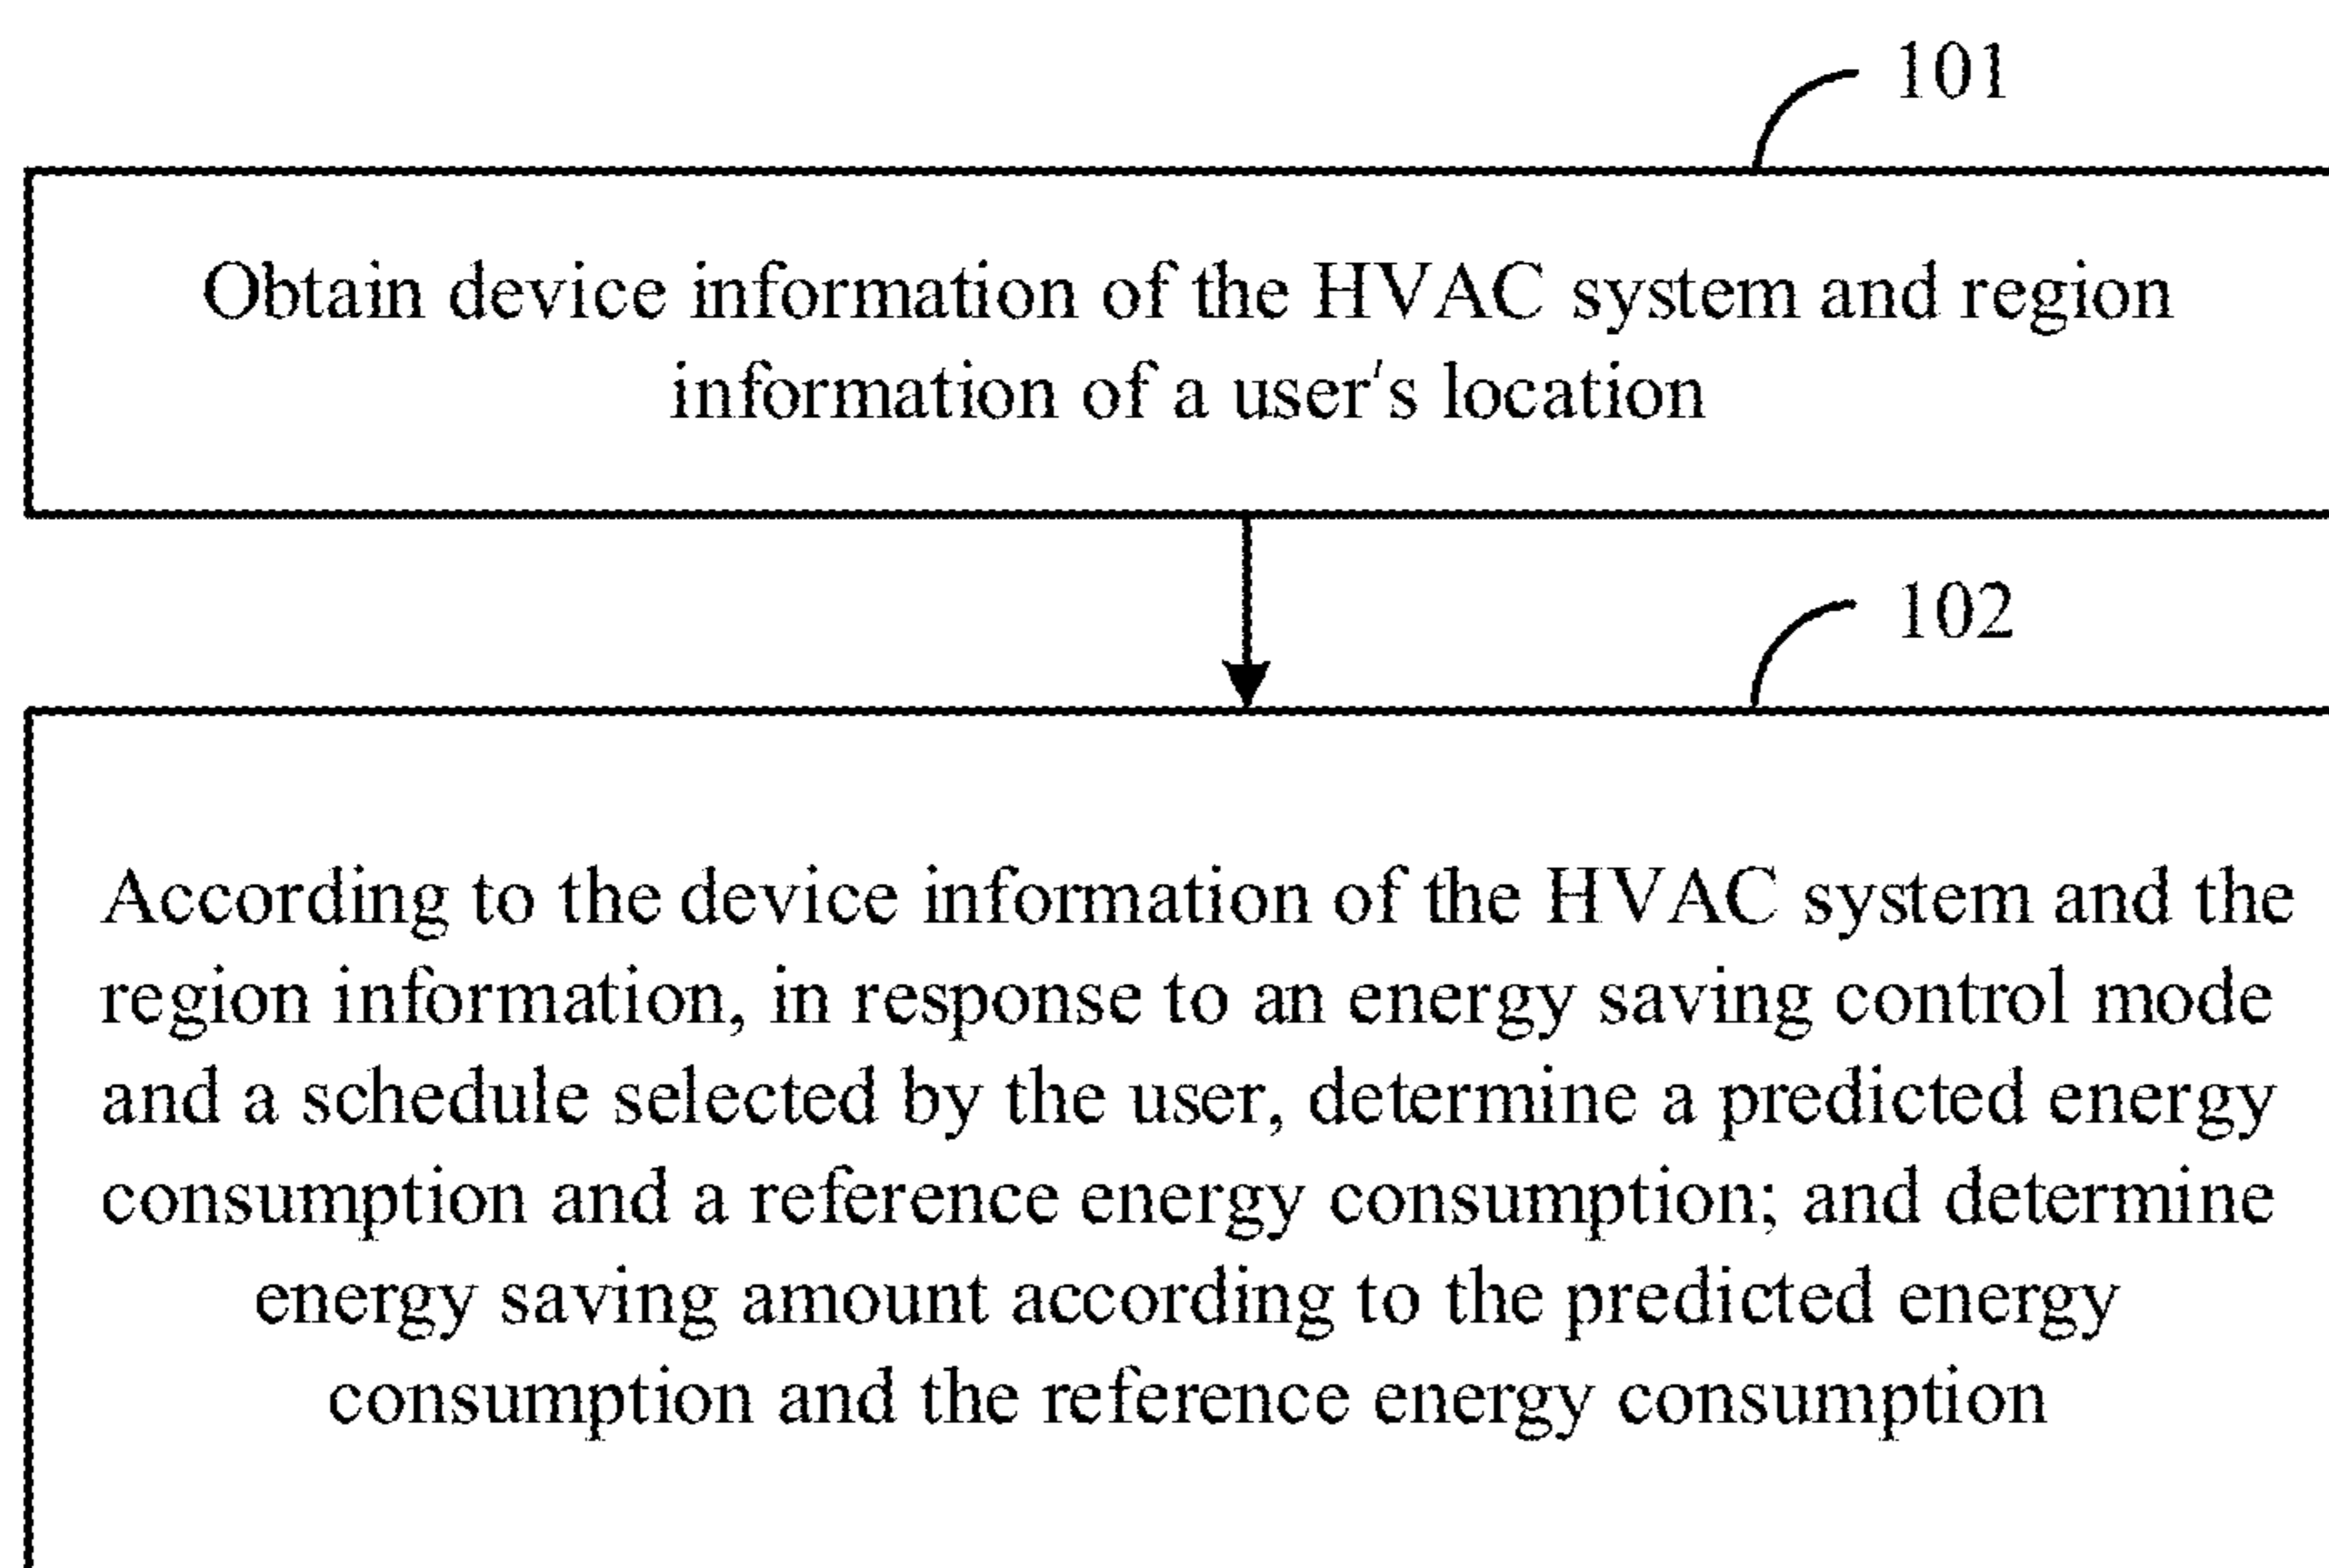 101
Obtain device information of the HVAC system and region
information of a user's location
102
According to the device information of the HVAC system and the
region information, in response to an energy saving control mode
and a schedule selected by the user, determine a predicted energy
consumption and a reference energy consumption; and determine
energy saving amount according to the predicted energy
consumption and the reference energy consumption